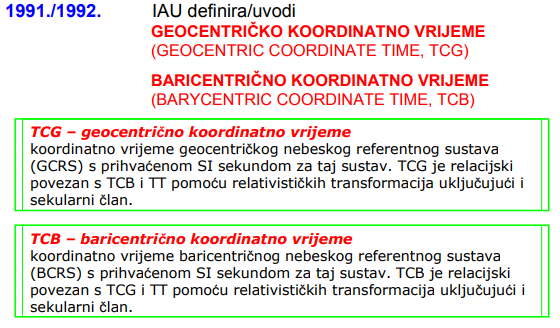 1991./1992. IAU definira/uvodi
GEOCENTRIČKO KOORDINATNO VRIJEME
(GEOCENTRIC COORDINATE TIME, TCG)
BARICENTRIČNO KOORDINATNO VRIJEME
(BARYCENTRIC COORDINATE TIME, TCB)
TCG – geocentrično koordinatno vrijeme
koordinatno vrijeme geocentričkog nebeskog referentnog sustava
(GCRS) s prihvaćenom SI sekundom za taj sustav. TCG je relacijski
povezan s TCB i TT pomoću relativističkih transformacija uključujući i
sekularni član.
TCB – baricentrično koordinatno vrijeme
koordinatno vrijeme baricentričnog nebeskog referentnog sustava
(BCRS) s prihvaćenom SI sekundom za taj sustav. TCB je relacijski
povezan s TCG i TT pomoću relativističkih transformacija uključujući i
sekularni član.